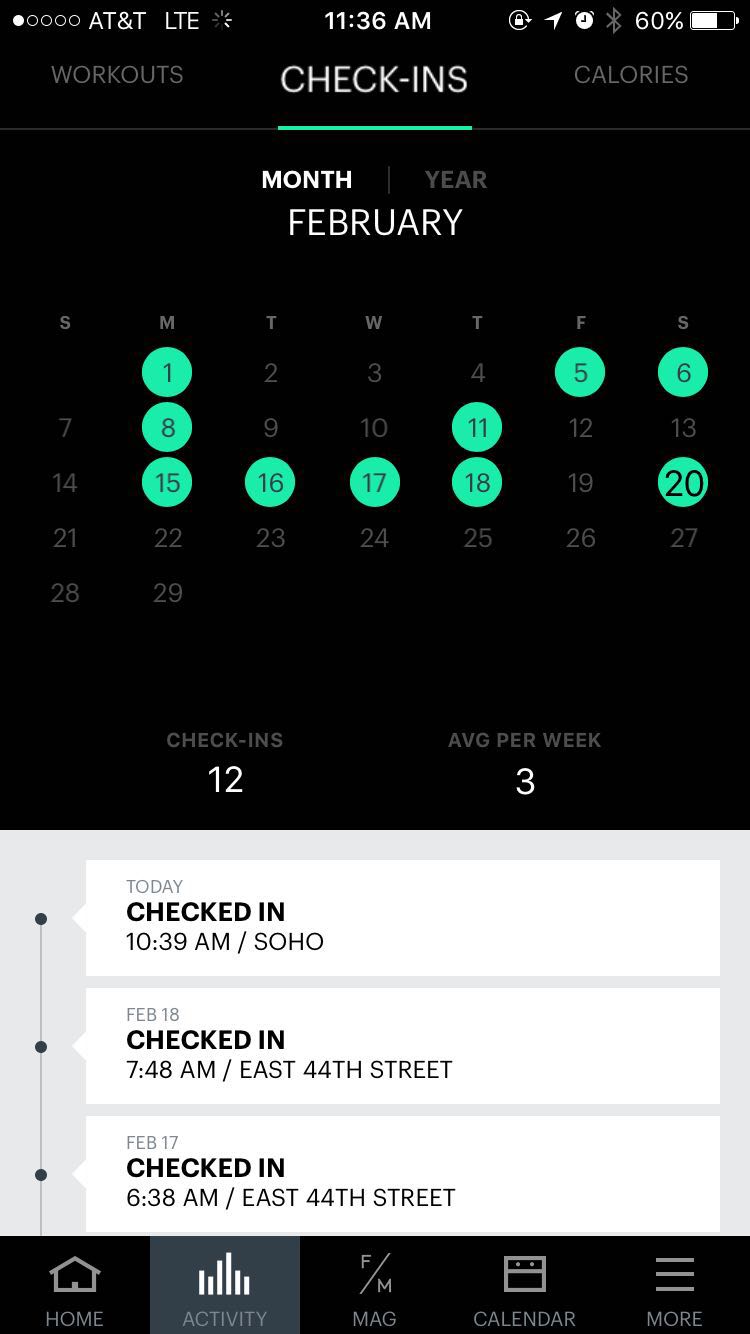 AT&T LTE 11:36 AM 60%
WORKOUTS CHECK-INS CALORIES
MONTH | YEAR
FEBRUARY
S M T W T F S
1 2 3 4 5 6
7 8 9 10 11 12 13
14 15 16 17 18 19 20
21 22 23 24 25 26 27
28 29
CHECK-INS AVG PER WEEK
12 3
TODAY
CHECKED IN
10:39 AM / SOHO
FEB 18
CHECKED IN
7:48 AM / EAST 44TH STREET
FEB 17
CHECKED IN
6:38 AM / EAST 44TH STREET
F/M
HOME ACTIVITY MAG CALENDAR MORE